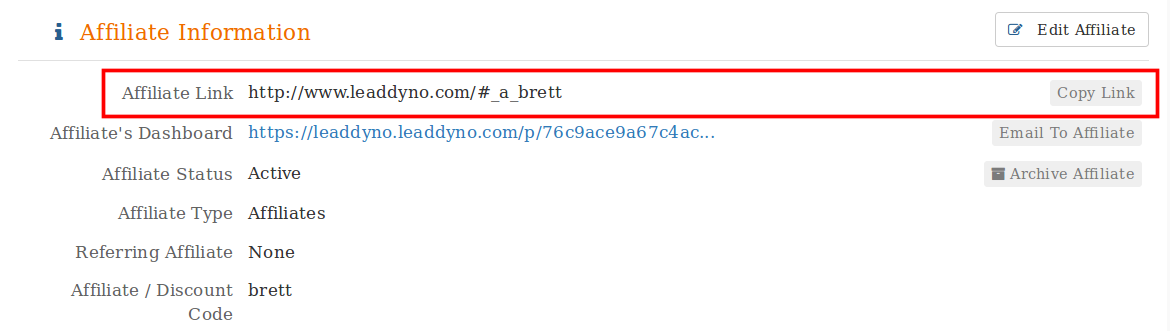 Affiliate Information
Edit Affiliate
Affiliate Link http://www.leaddyno.com/#_a_brett Copy Link
Affiliate's Dashboard https://leaddyno.leaddyno.com/p/76c9ace9a67c4ac... Email To Affiliate
Affiliate Status Active Archive Affiliate
Affiliate Type Affiliates
Referring Affiliate None
Affiliate / Discount brett
Code